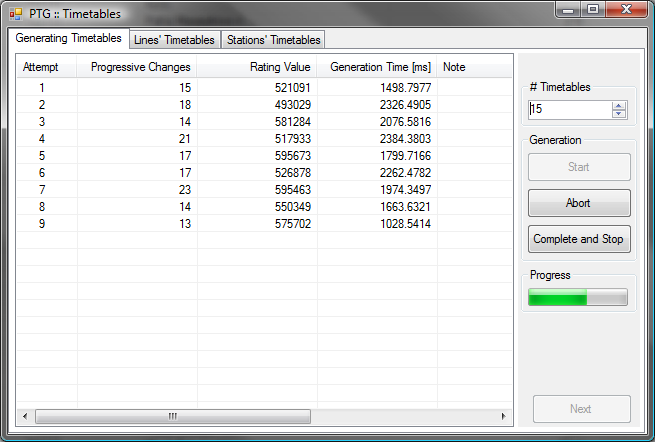 PTG :: Timetables
Generating Timetables Lines' Timetables Stations' Timetables
Attempt Progressive Changes Rating Value Generation Time [ms] Note
1 15 521091 1498.7977
2 18 493029 2326.4905
3 14 581284 2076.5816
4 21 517933 2384.3803
5 17 595673 1799.7166
6 17 526878 2262.4782
7 23 595463 1974.3497
8 14 550349 1663.6321
9 13 575702 1028.5414
# Timetables
15
Generation
Start
Abort
Complete and Stop
Progress
Next